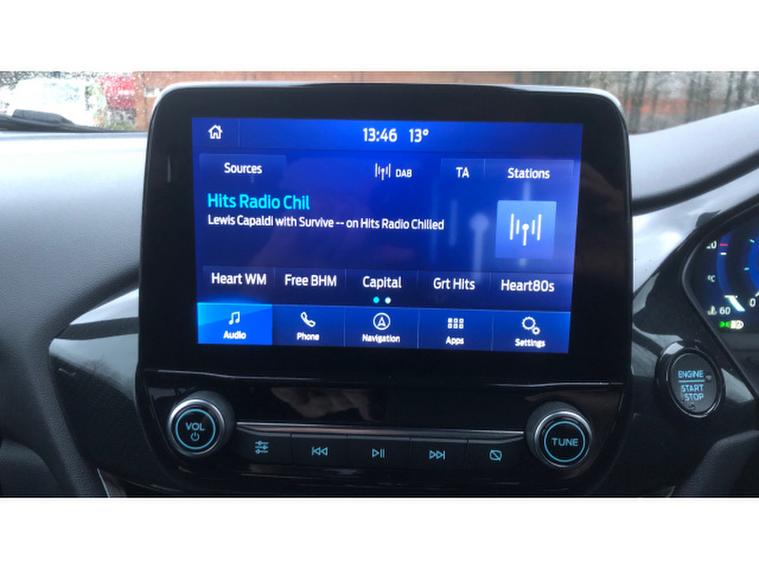 13:46 13°
Sources DAB TA Stations
Hits Radio Chil
Lewis Capaldi with Survive -- on Hits Radio Chilled
Heart WM Free BHM Capital Grt Hits Heart80s
Audio Phone Navigation Apps Settings
VOL
TUNE
ENGINE
START
STOP
°C
60
0